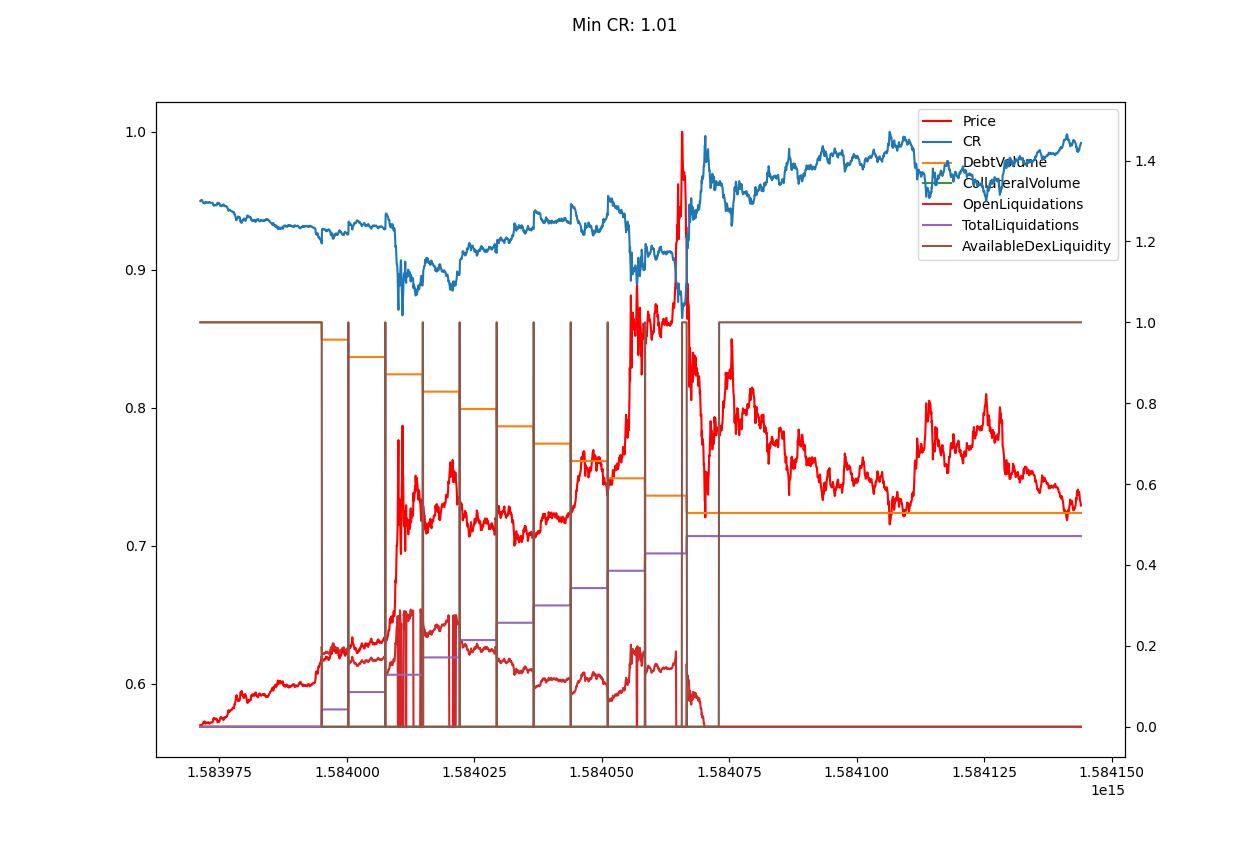 Min CR: 1.01
1.0
0.9
0.8
0.7
0.6
Price
CR
DebtVolume
CollateralVolume
OpenLiquidations
TotalLiquidations
AvailableDexLiquidity
1.4
1.2
1.0
0.8
0.6
0.4
0.2
0.0
1.583975 1.584000 1.584025 1.584050 1.584075 1.584100 1.584125 1.584150
1e15